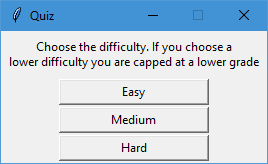 Quiz
Choose the difficulty. If you choose a
lower difficulty you are capped at a lower grade
Easy
Medium
Hard